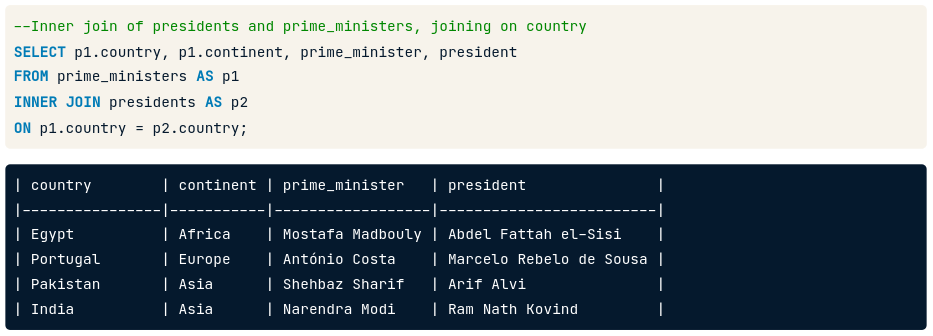 --Inner join of presidents and prime_ministers, joining on country
SELECT p1.country, p1.continent, prime_minister, president
FROM prime_ministers AS p1
INNER JOIN presidents AS p2
ON p1.country = p2.country;
| country        | continent | prime_minister   | president               |
|----------------|-----------|------------------|-------------------------|
| Egypt          | Africa    | Mostafa Madbouly | Abdel Fattah el-Sisi    |
| Portugal       | Europe    | António Costa    | Marcelo Rebelo de Sousa |
| Pakistan       | Asia      | Shehbaz Sharif   | Arif Alvi               |
| India          | Asia      | Narendra Modi    | Ram Nath Kovind         |